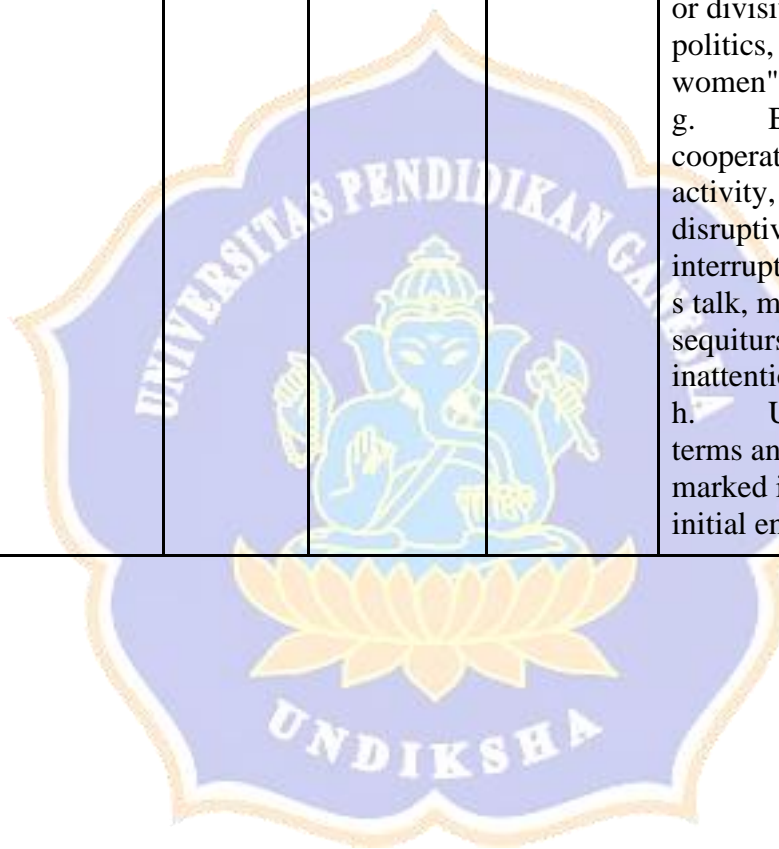 or divisi
politics,
women"
g. E
cooperat
activity,
disruptiv
interrupt
s talk, m
sequiturs
inattenti
h. U
terms an
marked i
initial en
UNIVERSITAS PENDIDIKAN GANESHA
UNDIKSHA